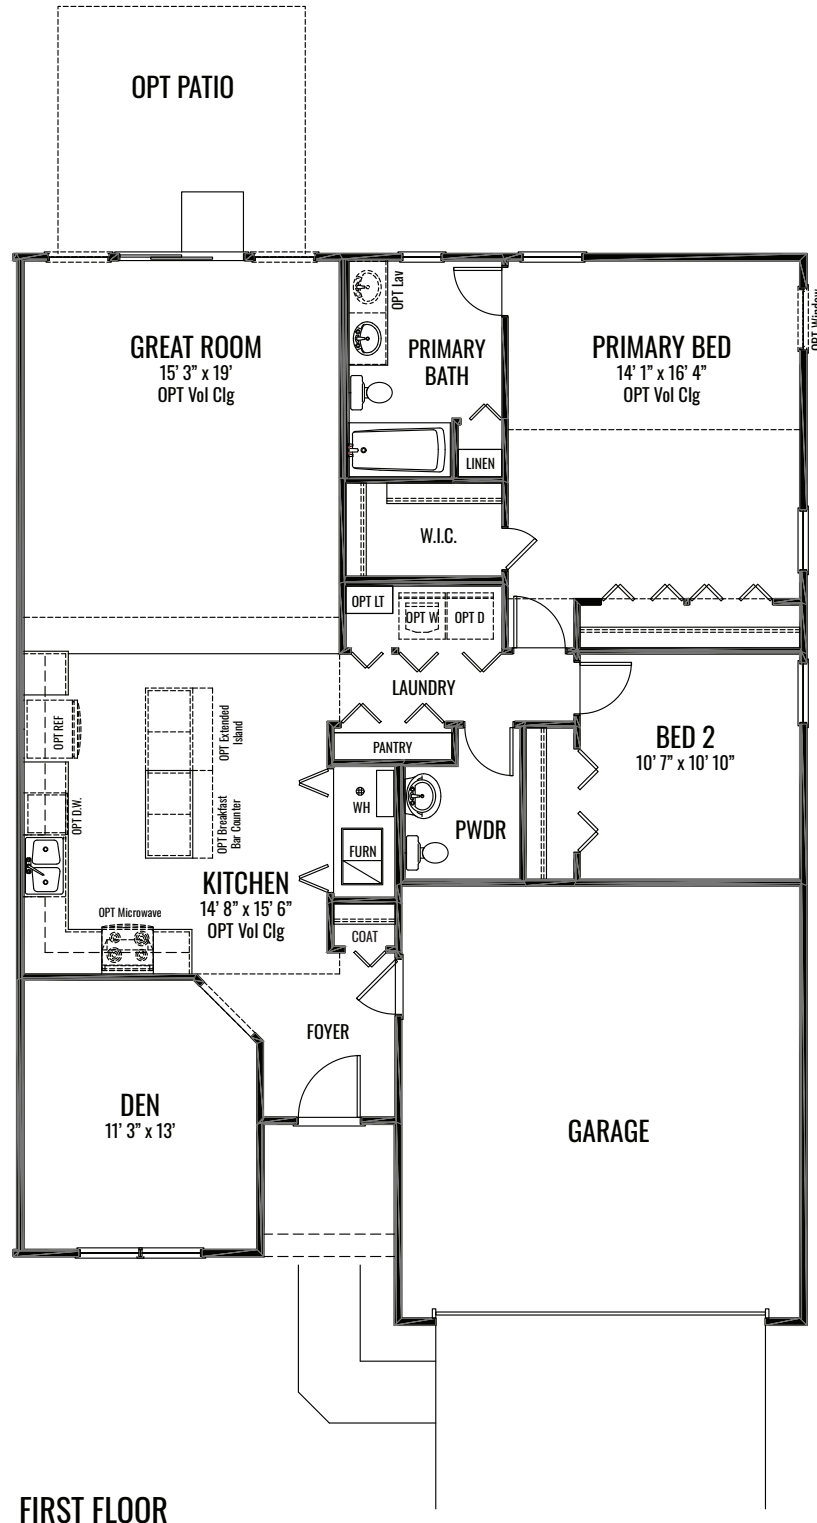 OPT PATIO
OPT Lav
OPT Window
GREAT ROOM
15' 3” x 19'
OPT Vol Clg
PRIMARY
BATH
PRIMARY BED
14' 1” x 16' 4”
OPT Vol Clg
LINEN
W.I.C.
OPT LT
OPT W
OPT D
LAUNDRY
OPT REF
OPT Extended
Island
PANTRY
BED 2
10' 7” x 10' 10”
OPT D.W.
OPT Breakfast
Bar Counter
WH
PWDR
FURN
KITCHEN
14' 8” x 15' 6”
OPT Vol Clg
OPT Microwave
COAT
FOYER
DEN
11' 3” x 13'
GARAGE
FIRST FLOOR